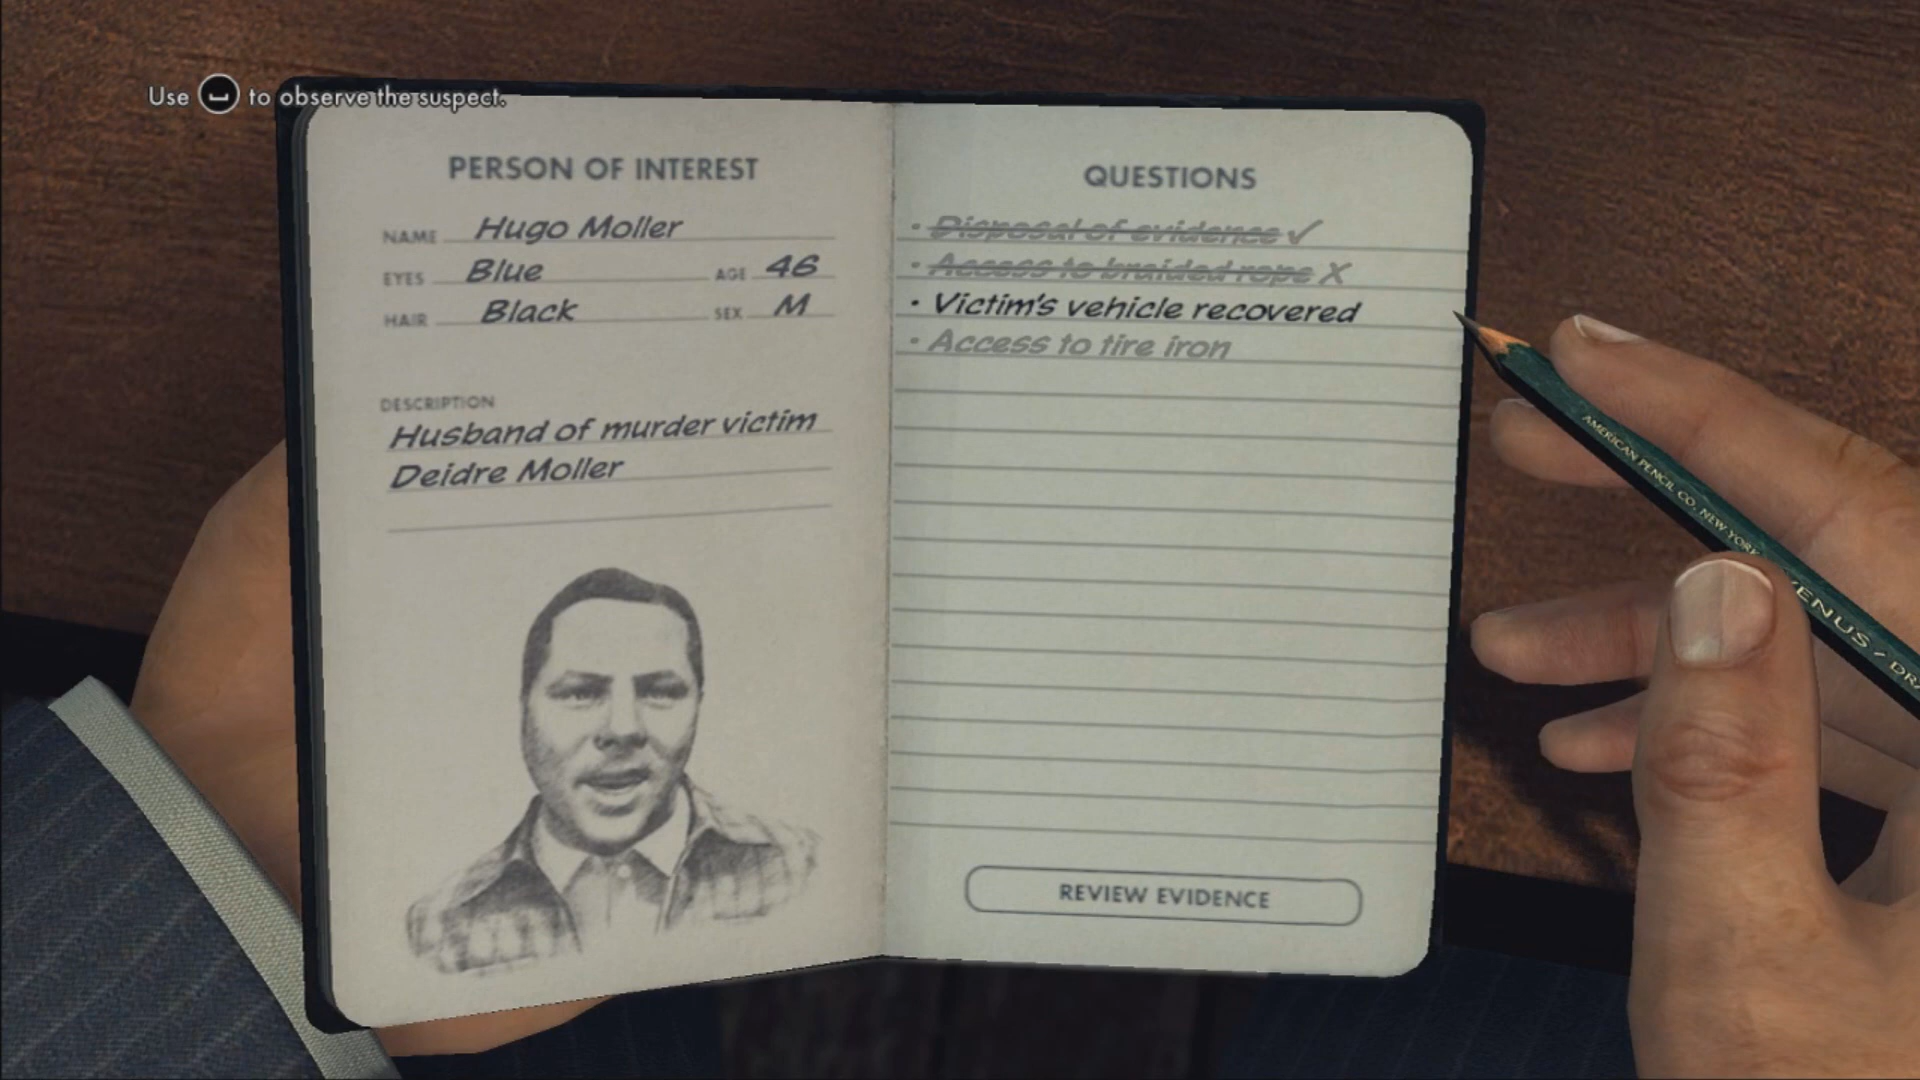 Use to observe the suspect.
PERSON OF INTEREST
NAME Hugo Moller
EYES Blue AGE 46
HAIR Black SEX M
DESCRIPTION
Husband of murder victim
Deidre Moller
QUESTIONS
• Disposal of evidence ✓
• Access to braided rope X
• Victim's vehicle recovered
• Access to tire iron
REVIEW EVIDENCE
AMERICAN PENCIL CO. NEW YORK
VENUS / DRA